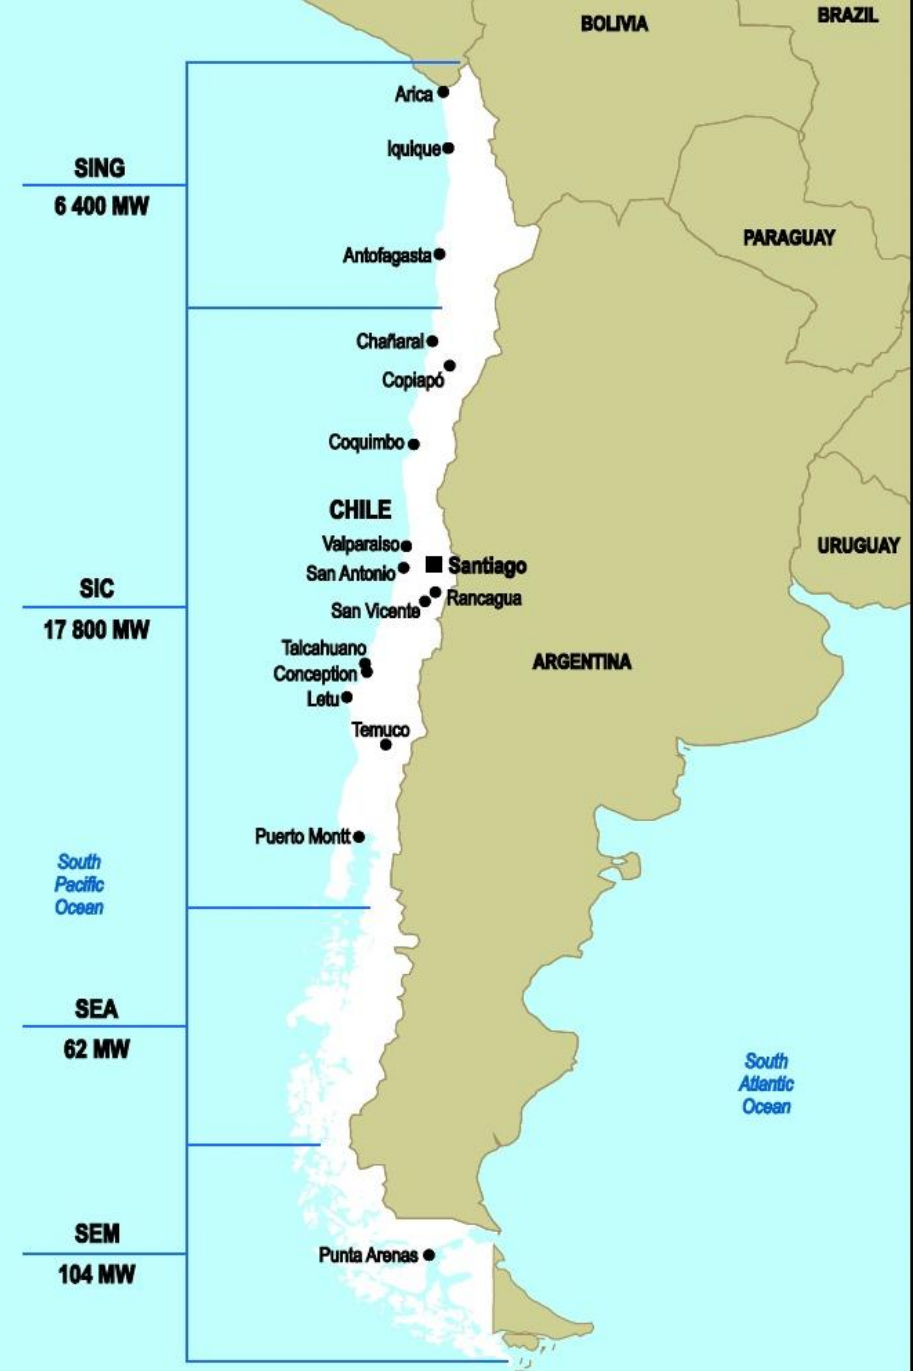 BOLIVIA
BRAZIL
Arica
Iquique
SING
6 400 MW
PARAGUAY
Antofagasta
Chañaral
Copiapó
Coquimbo
CHILE
Valparaiso
URUGUAY
Santiago
San Antonio
SIC
Rancagua
San Vicente
17 800 MW
Talcahuano
ARGENTINA
Conception
Letu
Temuco
Puerto Montt
South
Pacific
Ocean
SEA
62 MW
South
Atlantic
Ocean
SEM
Punta Arenas
104 MW